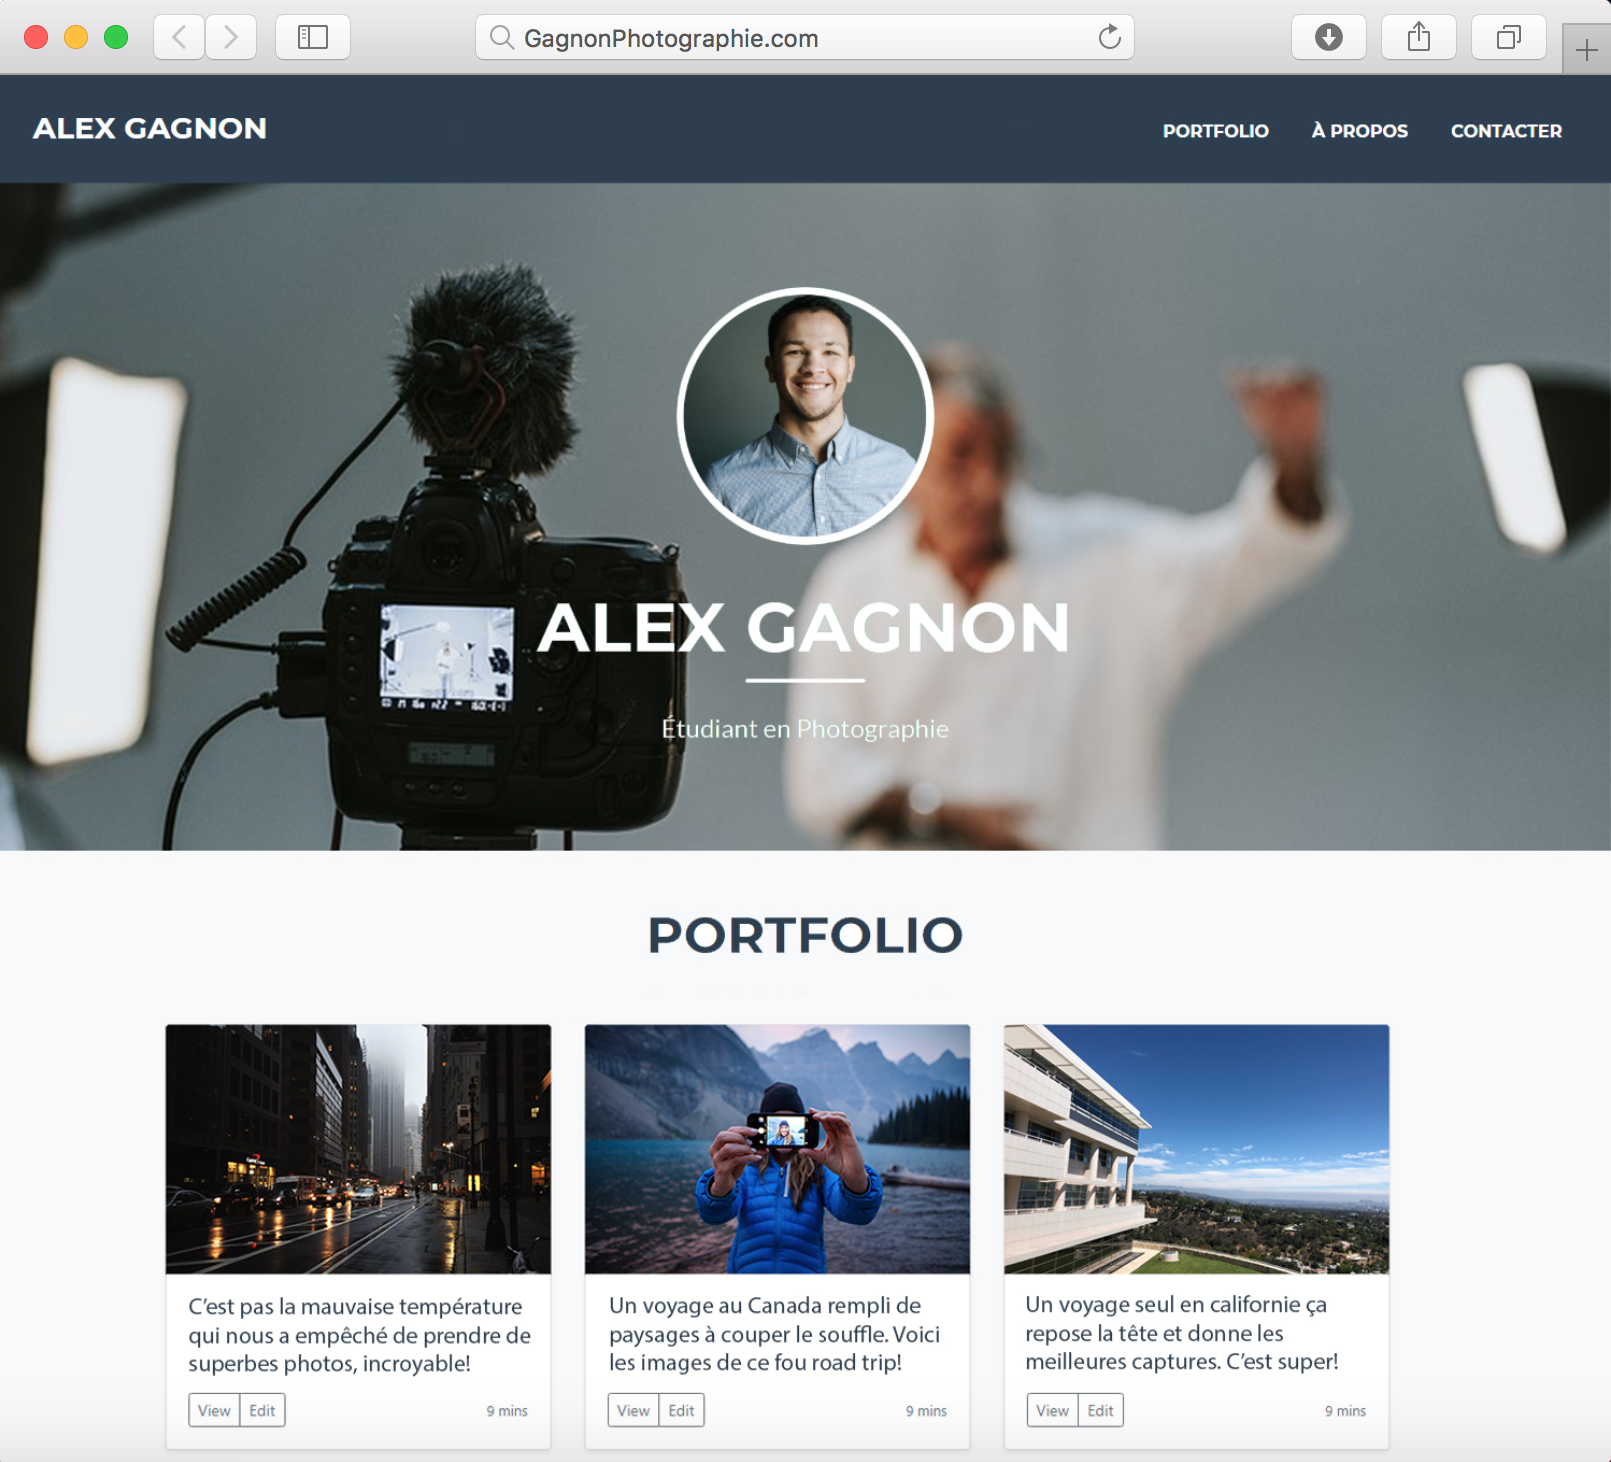 GagnonPhotographie.com
ALEX GAGNON
PORTFOLIO
À PROPOS
CONTACTER
ALEX GAGNON
Étudiant en Photographie
PORTFOLIO
C'est pas la mauvaise température
qui nous a empêché de prendre de
superbes photos, incroyable!
View Edit 9 mins
Un voyage au Canada rempli de
paysages à couper le souffle. Voici
les images de ce fou road trip!
View Edit 9 mins
Un voyage seul en californie ça
repose la tête et donne les
meilleures captures. C'est super!
View Edit 9 mins